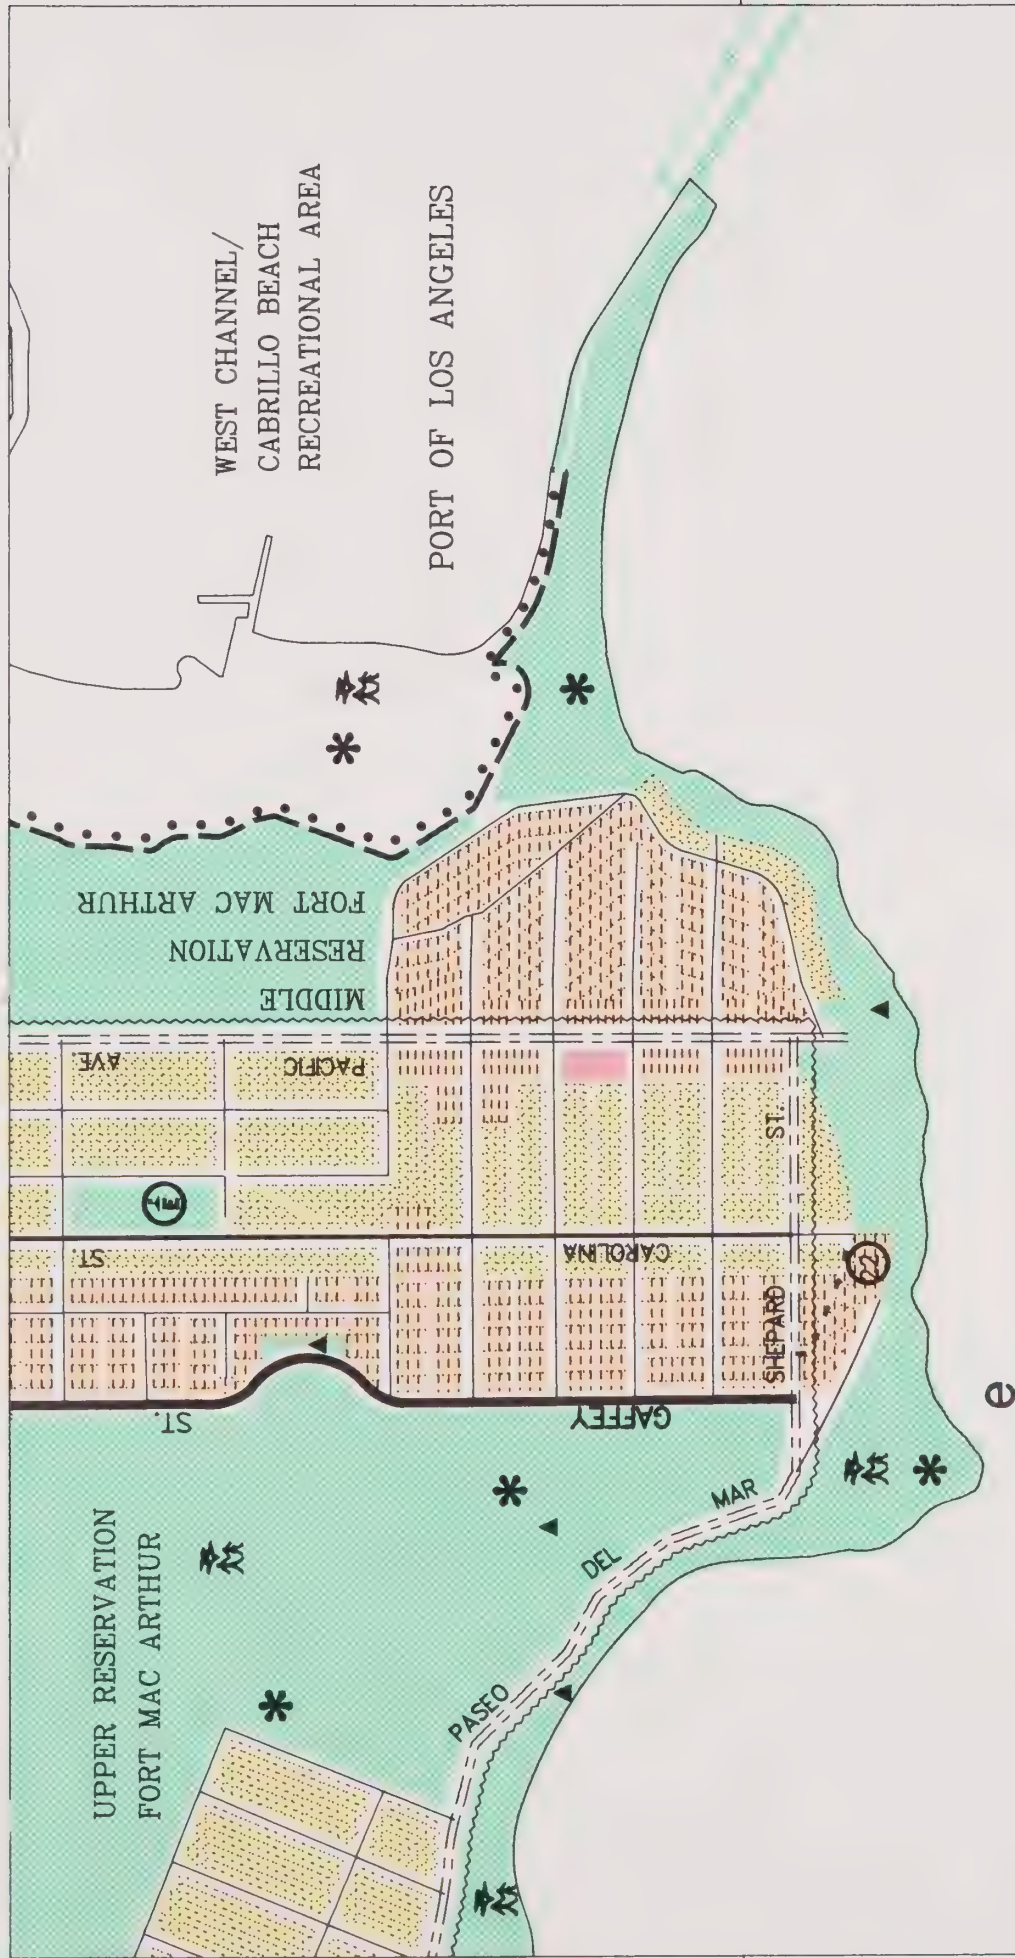 WEST CHANNEL/
CABRILLO BEACH
RECREATIONAL AREA
PORT OF LOS ANGELES
MIDDLE
RESERVATION
FORT MAC ARTHUR
PACIFIC
AVE.
E
CAROLINA
ST
ST.
SHEPARD
22
GAFFEY
ST.
UPPER RESERVATION
FORT MAC ARTHUR
PASEO
DEL
MAR
e